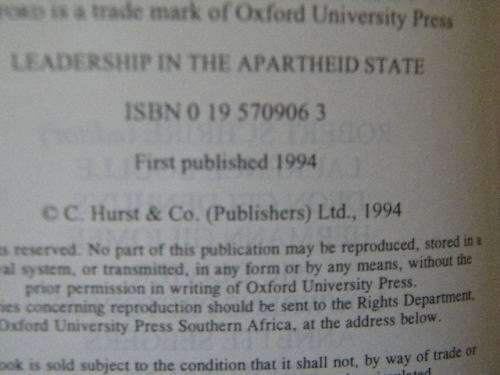 is a trade mark of Oxford University Press
LEADERSHIP IN THE APARTHEID STATE
ISBN 0 19 570906 3
First published 1994
© C. Hurst & Co. (Publishers) Ltd., 1994
s reserved. No part of this publication may be reproduced, stored in a
al system, or transmitted, in any form or by any means, without the
prior permission in writing of Oxford University Press.
ies concerning reproduction should be sent to the Rights Department,
Oxford University Press Southern Africa, at the address below.
ook is sold subject to the condition that it shall not, by way of trade or